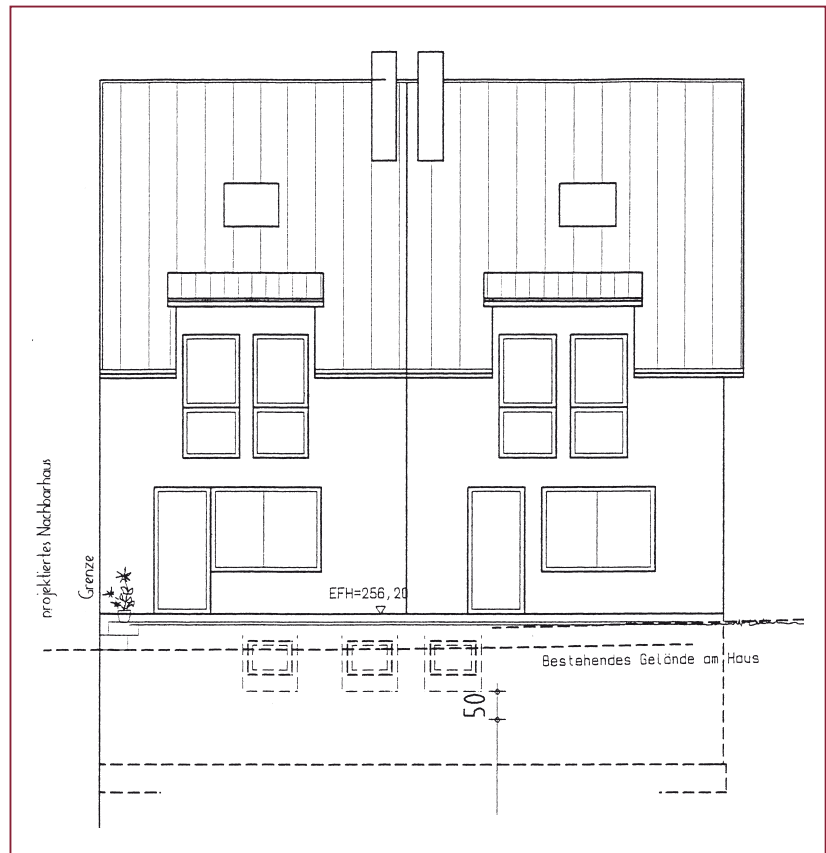 projektiertes Nachbarhaus
Grenze
EFH=256,20
Bestehendes Gelände am Haus
50